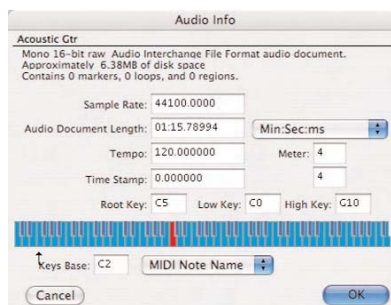 Audio Info
Acoustic Gtr
Mono 16-bit raw Audio Interchange File Format audio document.
Approximately 6.38MB of disk space
Contains 0 markers, 0 loops, and 0 regions.
Sample Rate: 44100.0000
Audio Document Length: 01:15.78994 Min:Sec:ms
Tempo: 120.000000 Meter: 4
Time Stamp: 0.000000 4
Root Key: C5 Low Key: C0 High Key: G10
Keys Base: C2 MIDI Note Name
Cancel OK